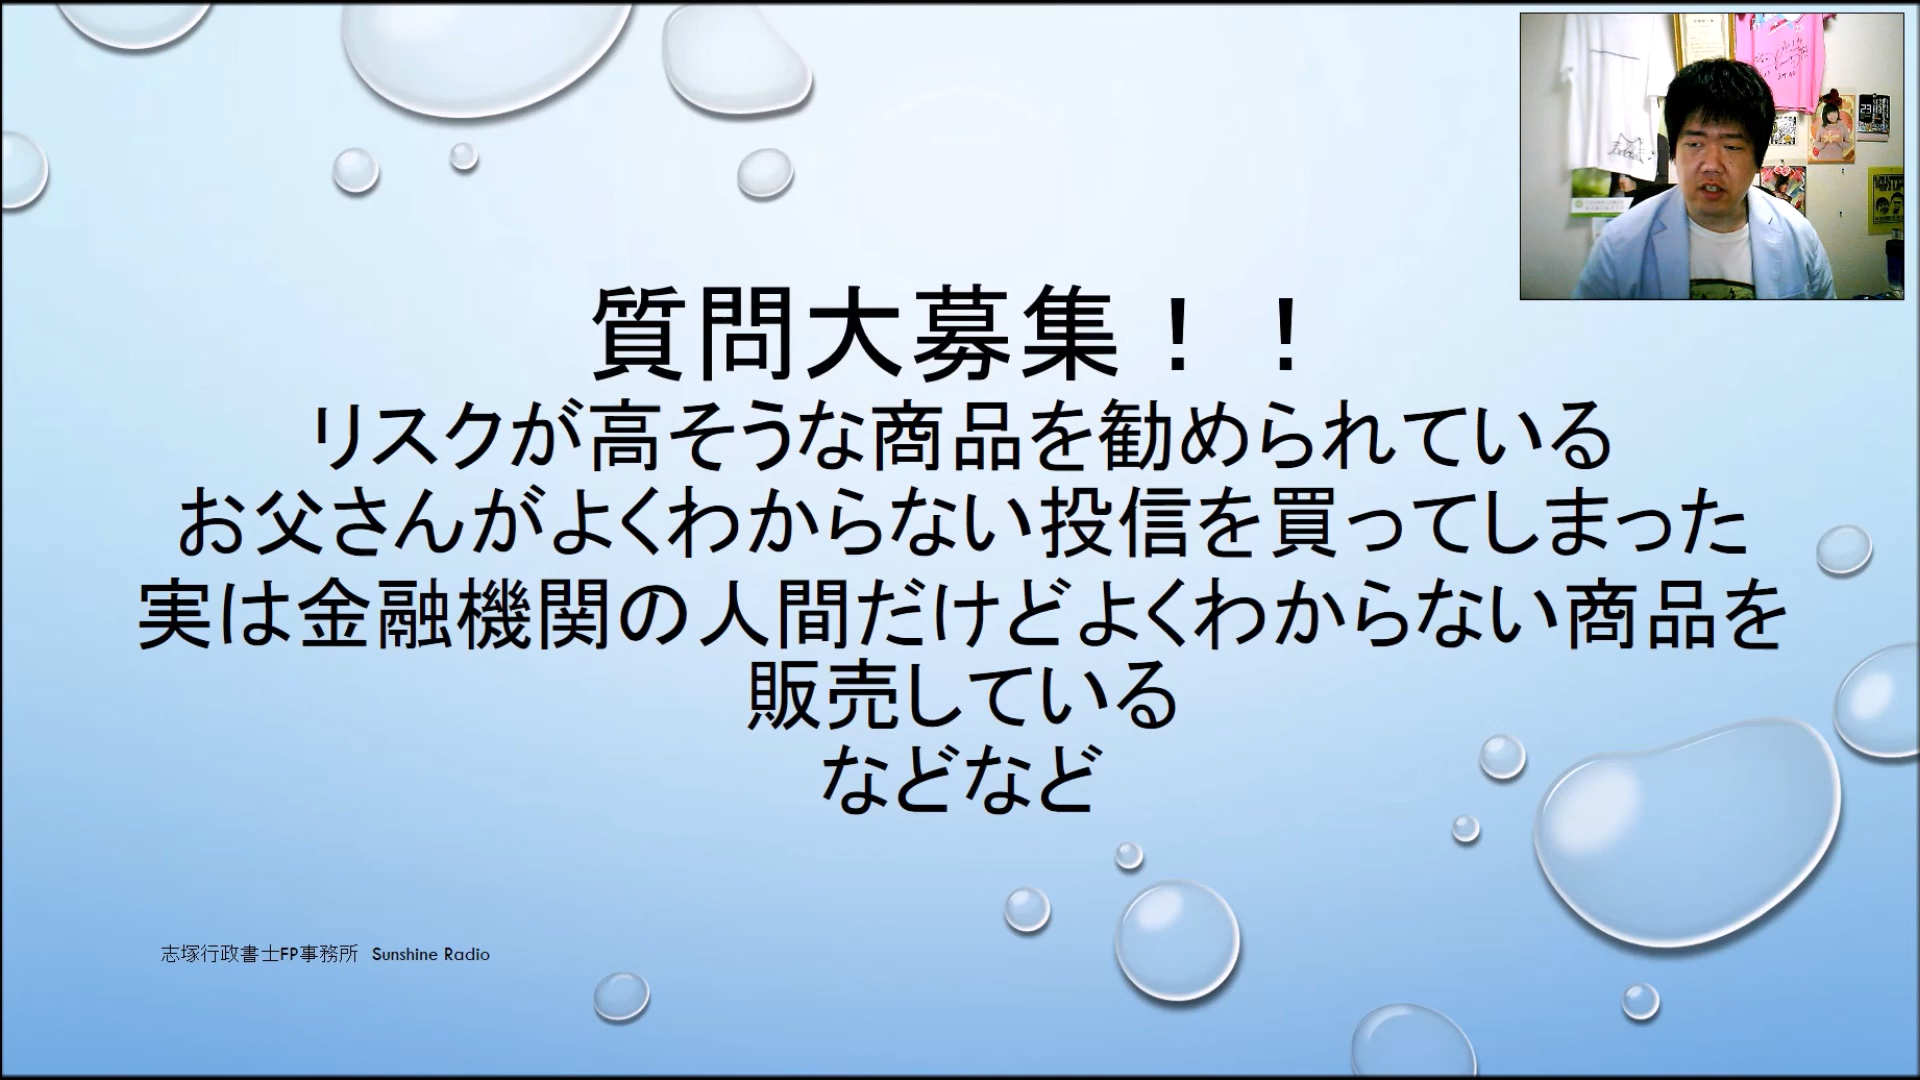 質問大募集！！
リスクが高そうな商品を勧められている
お父さんがよくわからない投信を買ってしまった
実は金融機関の人間だけどよくわからない商品を
販売している
などなど
志塚行政書士FP事務所 Sunshine Radio
23